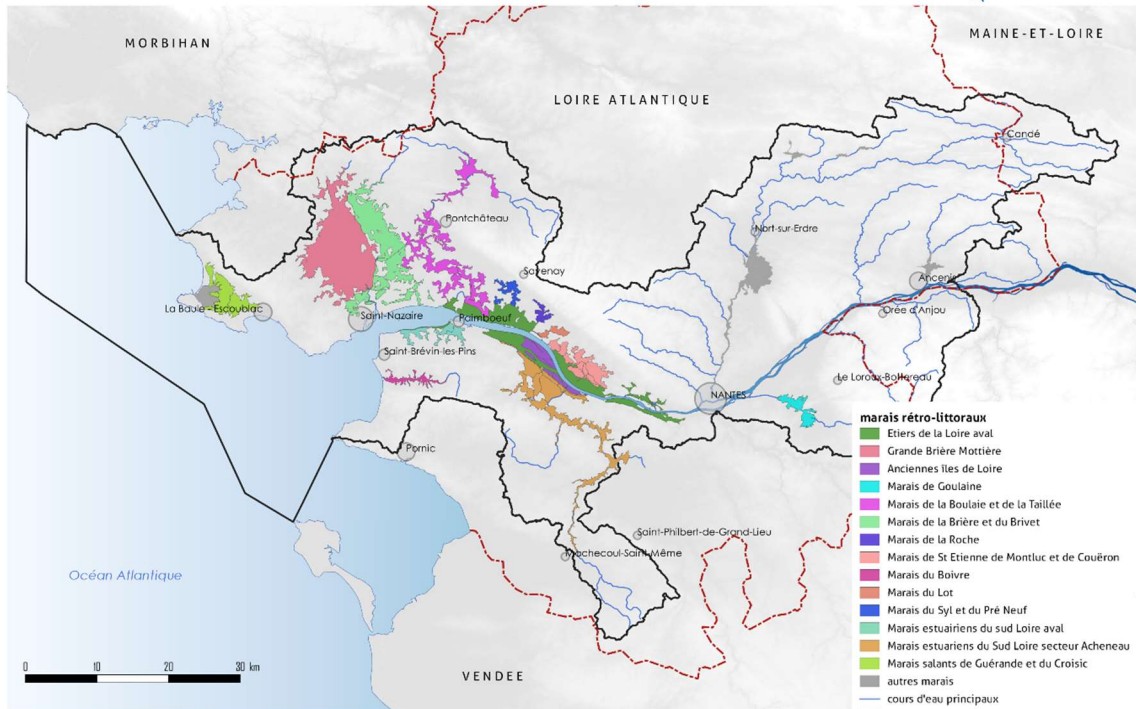 MORBIHAN
MAINE-ET-LOIRE
LOIRE ATLANTIQUE
Candé
Pontchâteau
Nort-sur-Erdre
Savenay
Ancenis
La Baule - Escoublac
Saint-Nazaire
Paimboeuf
Orée d'Anjou
Saint-Brévin-les-Pins
Le Loroux-Bottereau
NANTES
marais rétro-littoraux
Etiers de la Loire aval
Grande Brière Mottière
Anciennes îles de Loire
Marais de Goulaine
Marais de la Boulaie et de la Taillée
Marais de la Brière et du Brivet
Marais de la Roche
Marais de St Etienne de Montluc et de Couëron
Marais du Boivre
Marais du Lot
Marais du Syl et du Pré Neuf
Marais estuairiens du sud Loire aval
Marais estuariens du Sud Loire secteur Acheneau
Marais salants de Guérande et du Croisic
autres marais
cours d'eau principaux
Pornic
Saint-Philbert-de-Grand-Lieu
Machecoul-Saint-Même
Océan Atlantique
0 10 20 30 km
VENDEE